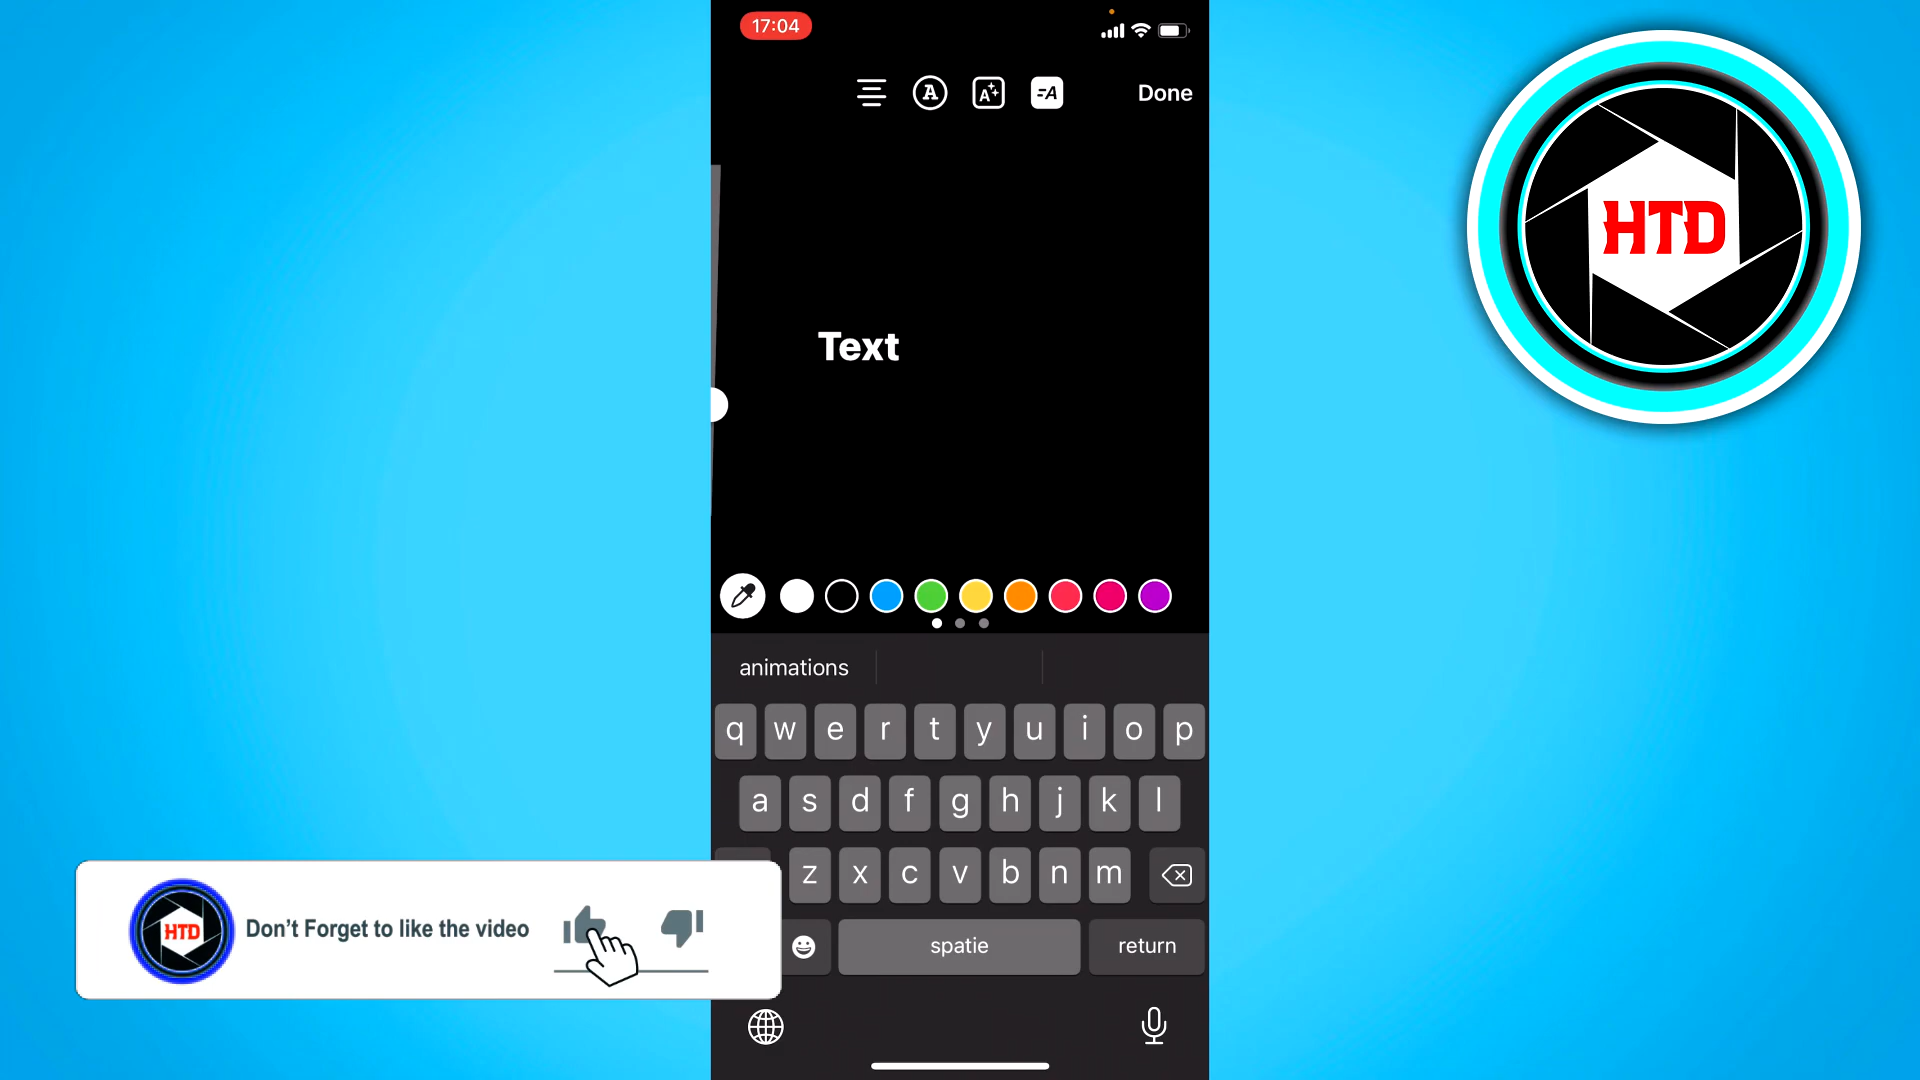 17:04
A A =A Done
HTD
Text
animations
q w e r t y u i o p
a s d f g h j k l
z x c v b n m
HTD Don't Forget to like the video
spatie return